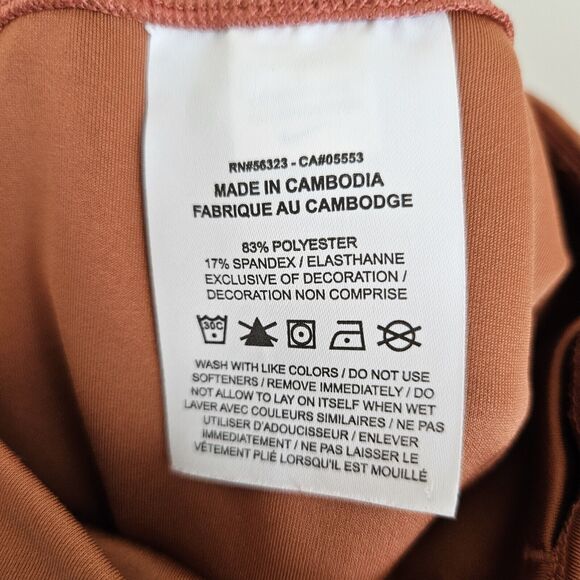 RN#56323 - CA#05553
MADE IN CAMBODIA
FABRIQUE AU CAMBODGE
83% POLYESTER
17% SPANDEX / ELASTHANNE
EXCLUSIVE OF DECORATION /
DECORATION NON COMPRISE
30C
WASH WITH LIKE COLORS / DO NOT USE
SOFTENERS / REMOVE IMMEDIATELY / DO
NOT ALLOW TO LAY ON ITSELF WHEN WET
LAVER AVEC COULEURS SIMILAIRES / NE PAS
UTILISER D'ADOUCISSEUR / ENLEVER
IMMEDIATEMENT / NE PAS LAISSER LE
VÊTEMENT PLIÉ LORSQU'IL EST MOUILLÉ